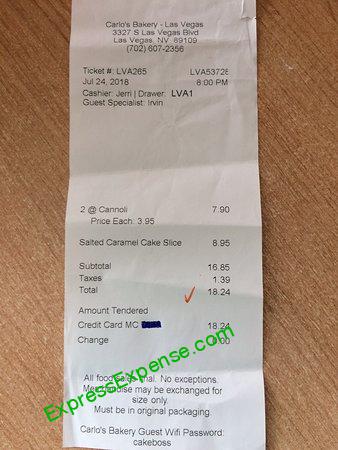 Carlo's Bakery - Las Vegas
3327 S Las Vegas Blvd
Las Vegas, NV 89109
(702) 607-2356
Ticket #: LVA265 LVA53728
Jul 24, 2018 8:00 PM
Cashier: Jerri | Drawer: LVA1
Guest Specialist: Irvin
2 @ Cannoli 7.90
Price Each: 3.95
Salted Caramel Cake Slice 8.95
Subtotal 16.85
Taxes 1.39
Total 18.24
Amount Tendered
Credit Card MC 18.24
Change 0.00
All food sales final. No exceptions.
Merchandise may be exchanged for
size only.
Must be in original packaging.
Carlo's Bakery Guest Wifi Password:
cakeboss
ExpressExpense.com